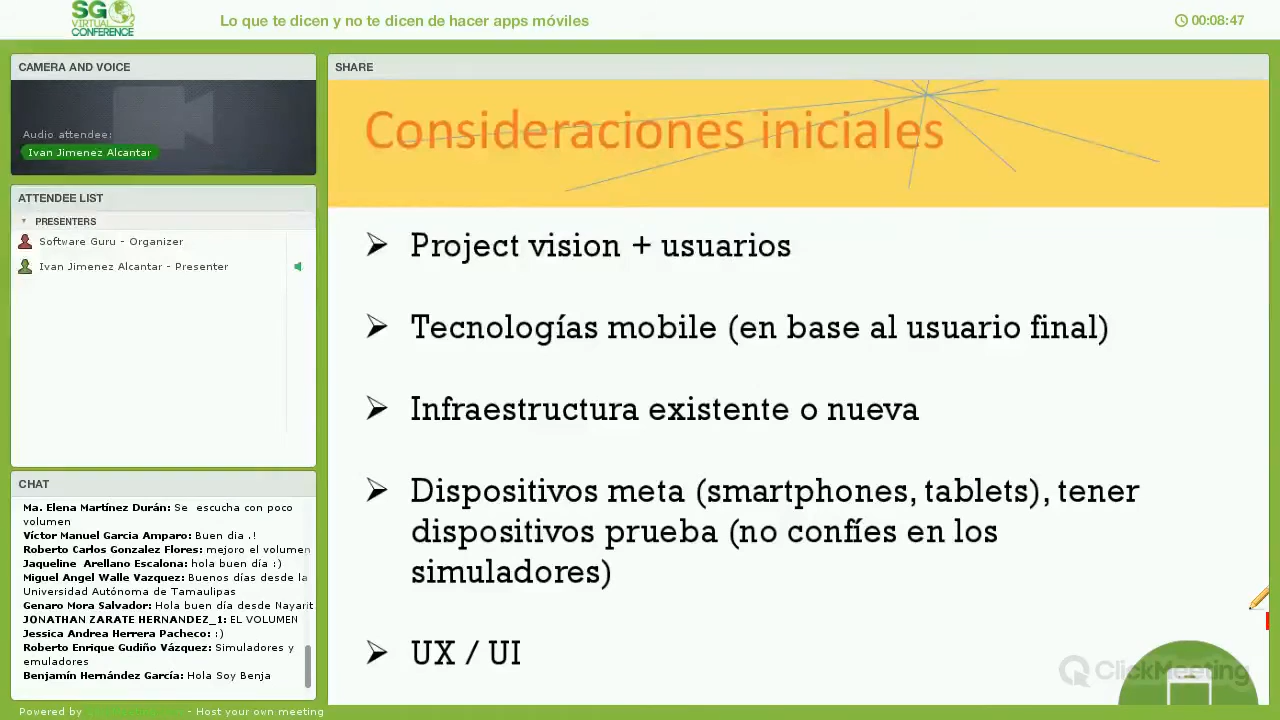 SG
VIRTUAL
CONFERENCE
Lo que te dicen y no te dicen de hacer apps móviles
00:08:47
CAMERA AND VOICE
Audio attendee:
Ivan Jimenez Alcantar
ATTENDEE LIST
PRESENTERS
Software Guru - Organizer
Ivan Jimenez Alcantar - Presenter
CHAT
Ma. Elena Martínez Durán: Se escucha con poco
volumen
Víctor Manuel Garcia Amparo: Buen dia .!
Roberto Carlos Gonzalez Flores: mejoro el volumen
Jaqueline Arellano Escalona: hola buen día :)
Miguel Angel Walle Vazquez: Buenos días desde la
Universidad Autónoma de Tamaulipas
Genaro Mora Salvador: Hola buen día desde Nayarit
JONATHAN ZARATE HERNANDEZ_1: EL VOLUMEN
Jessica Andrea Herrera Pacheco: :)
Roberto Enrique Gudiño Vázquez: Simuladores y
emuladores
Benjamín Hernández García: Hola Soy Benja
Powered by - Host your own meeting
SHARE
Consideraciones iniciales
Project vision + usuarios
Tecnologías mobile (en base al usuario final)
Infraestructura existente o nueva
Dispositivos meta (smartphones, tablets), tener
dispositivos prueba (no confíes en los
simuladores)
UX / UI
ClickMeeting